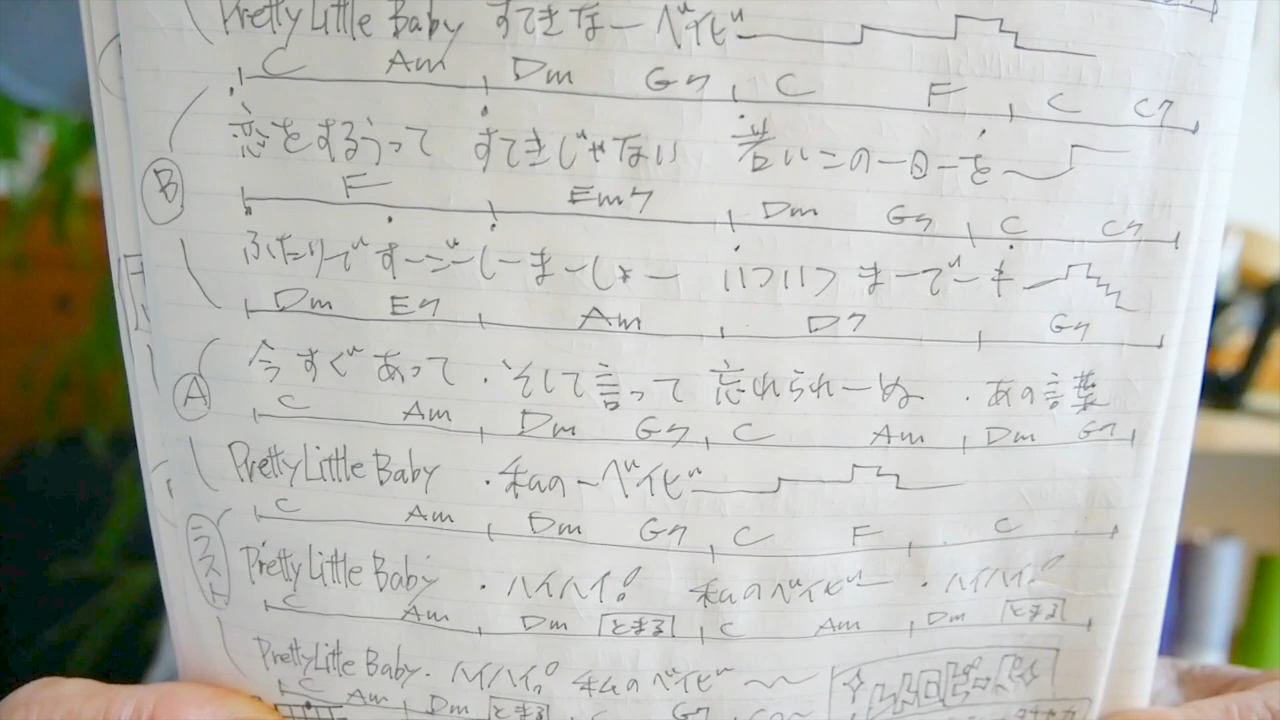 Pretty Little Baby すてきなーベイビー
C Am Dm G7 C F C C7
恋をするうって すてきじゃない 若いこの一日を
B
F Em7 Dm G7 C C7
ふたりですーごーしーまーしょー いついつまーでーも
Dm E7 Am D7 G7
今すぐあって・そして言って 忘れられーぬ・あの言葉
A
C Am Dm G7 C Am Dm G7
Pretty Little Baby ・私のーベイビー
C Am Dm G7 C F C
ラスト
Pretty Little Baby ・ハイハイ! 私のベイビー・ハイハイ!
C Am Dm とまる C Am Dm とまる
Pretty Little Baby・ハイハイ! 私のベイビー
C Am Dm とまる C G7 C